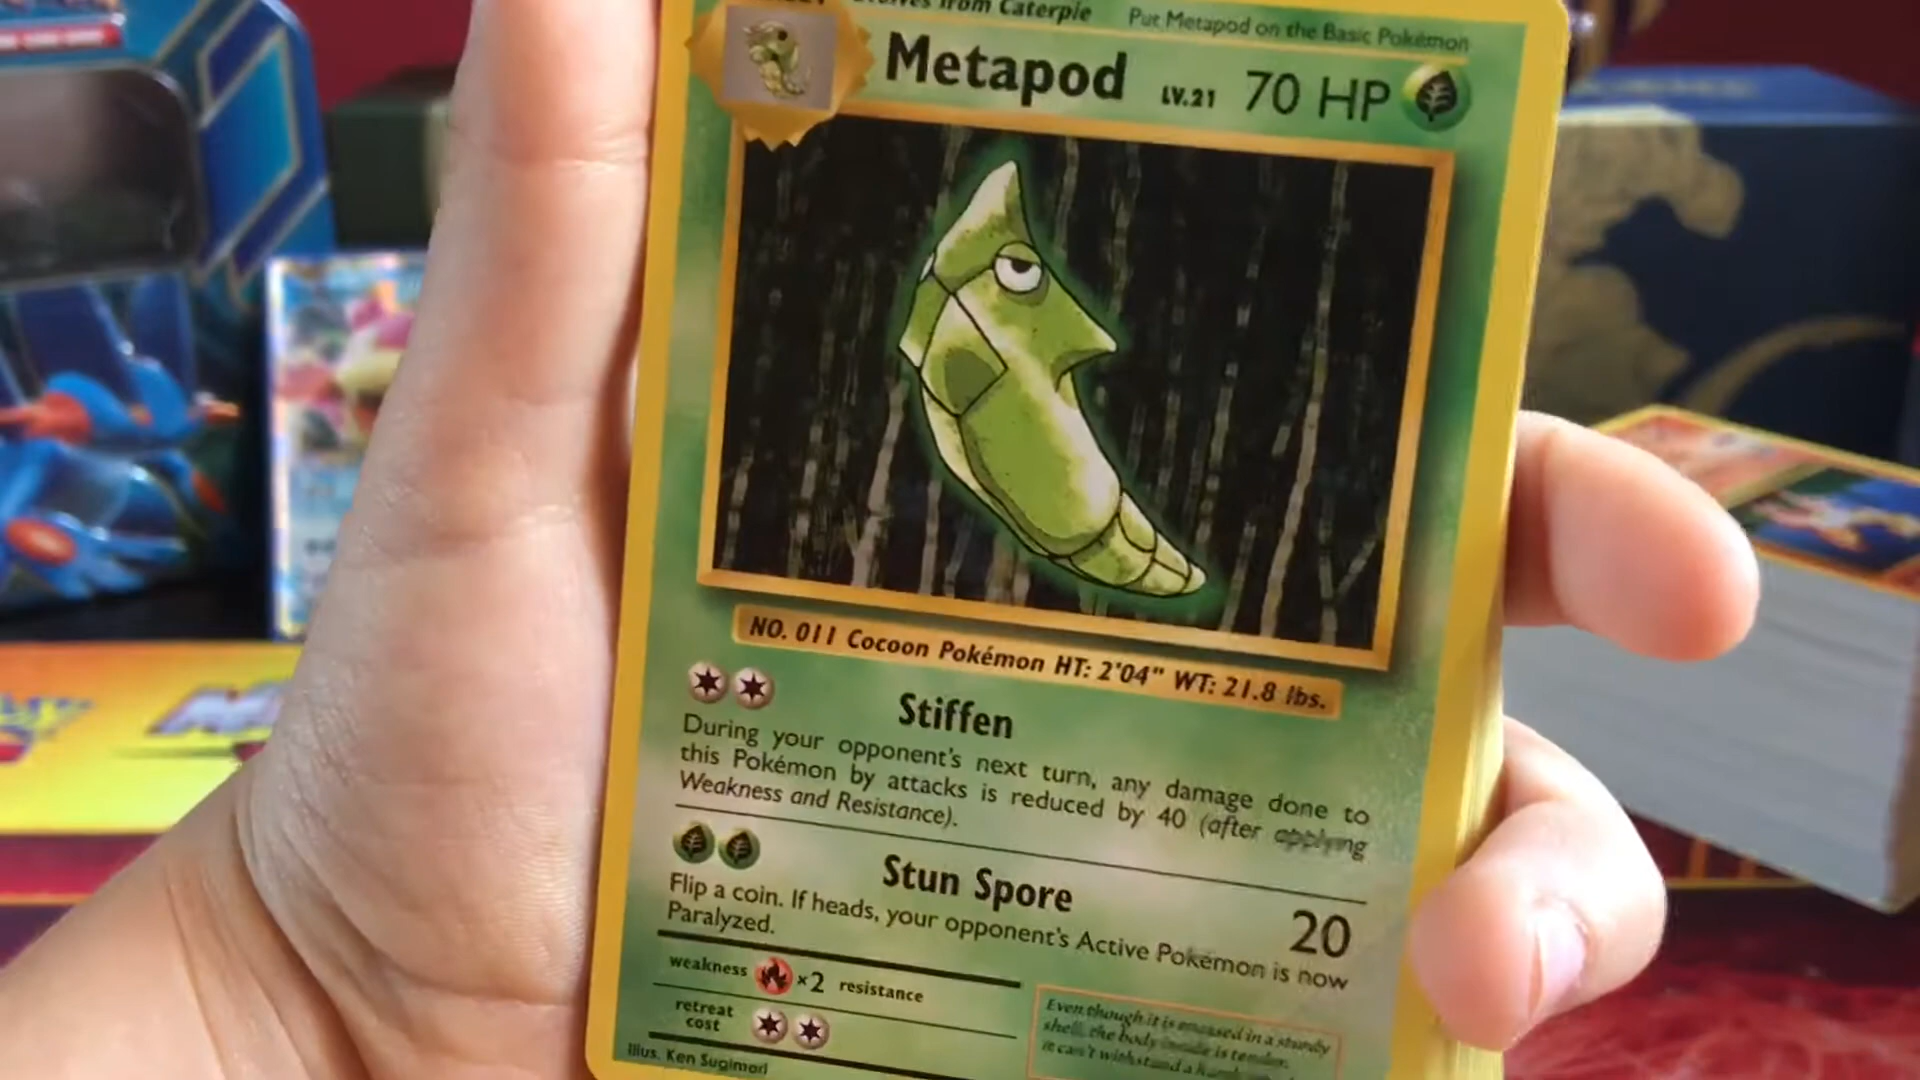 from Caterpie
Put Metapod on the Basic Pokémon
Metapod LV.21 70 HP
NO. 011 Cocoon Pokémon HT: 2'04" WT: 21.8 lbs.
Stiffen
During your opponent's next turn, any damage done to
this Pokémon by attacks is reduced by 40 (after applying
Weakness and Resistance).
Stun Spore
20
Flip a coin. If heads, your opponent's Active Pokémon is now
Paralyzed.
weakness ×2 resistance
retreat
cost
Even though it is encased in a sturdy
shell, the body inside is tender.
it can't withstand a
Illus. Ken Sugimori